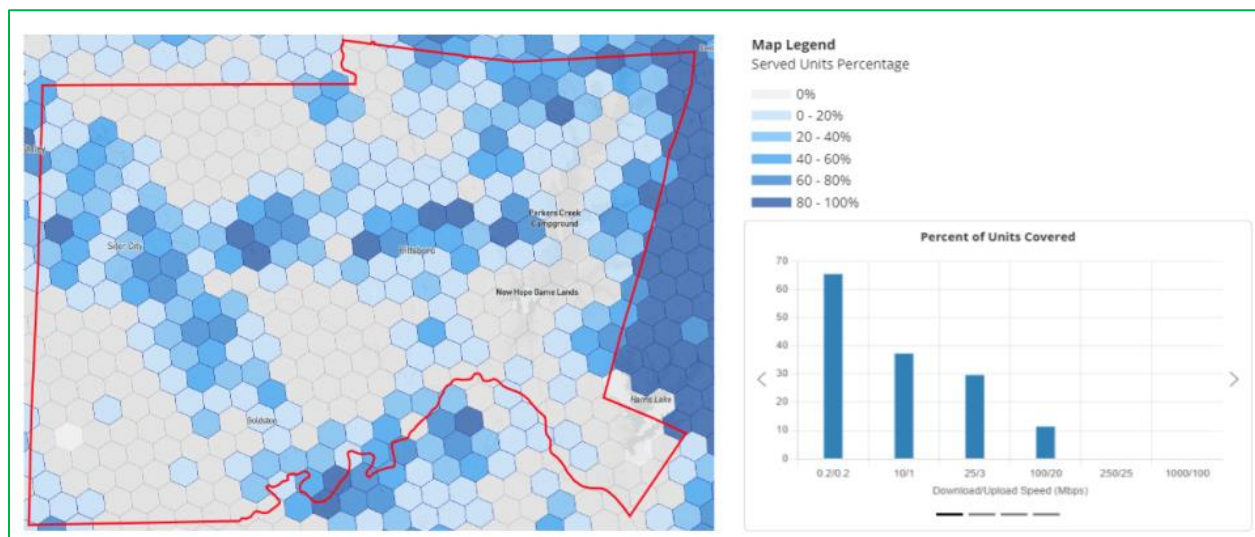 Siler City
Parkers Creek
Campground
Pittsboro
New Hope Game Lands
Harris Lake
Goldston
Map Legend
Served Units Percentage
0%
0 - 20%
20 - 40%
40 - 60%
60 - 80%
80 - 100%
Percent of Units Covered
70
60
50
40
30
20
10
0
0.2/0.2
10/1
25/3
100/20
250/25
1000/100
Download/Upload Speed (Mbps)